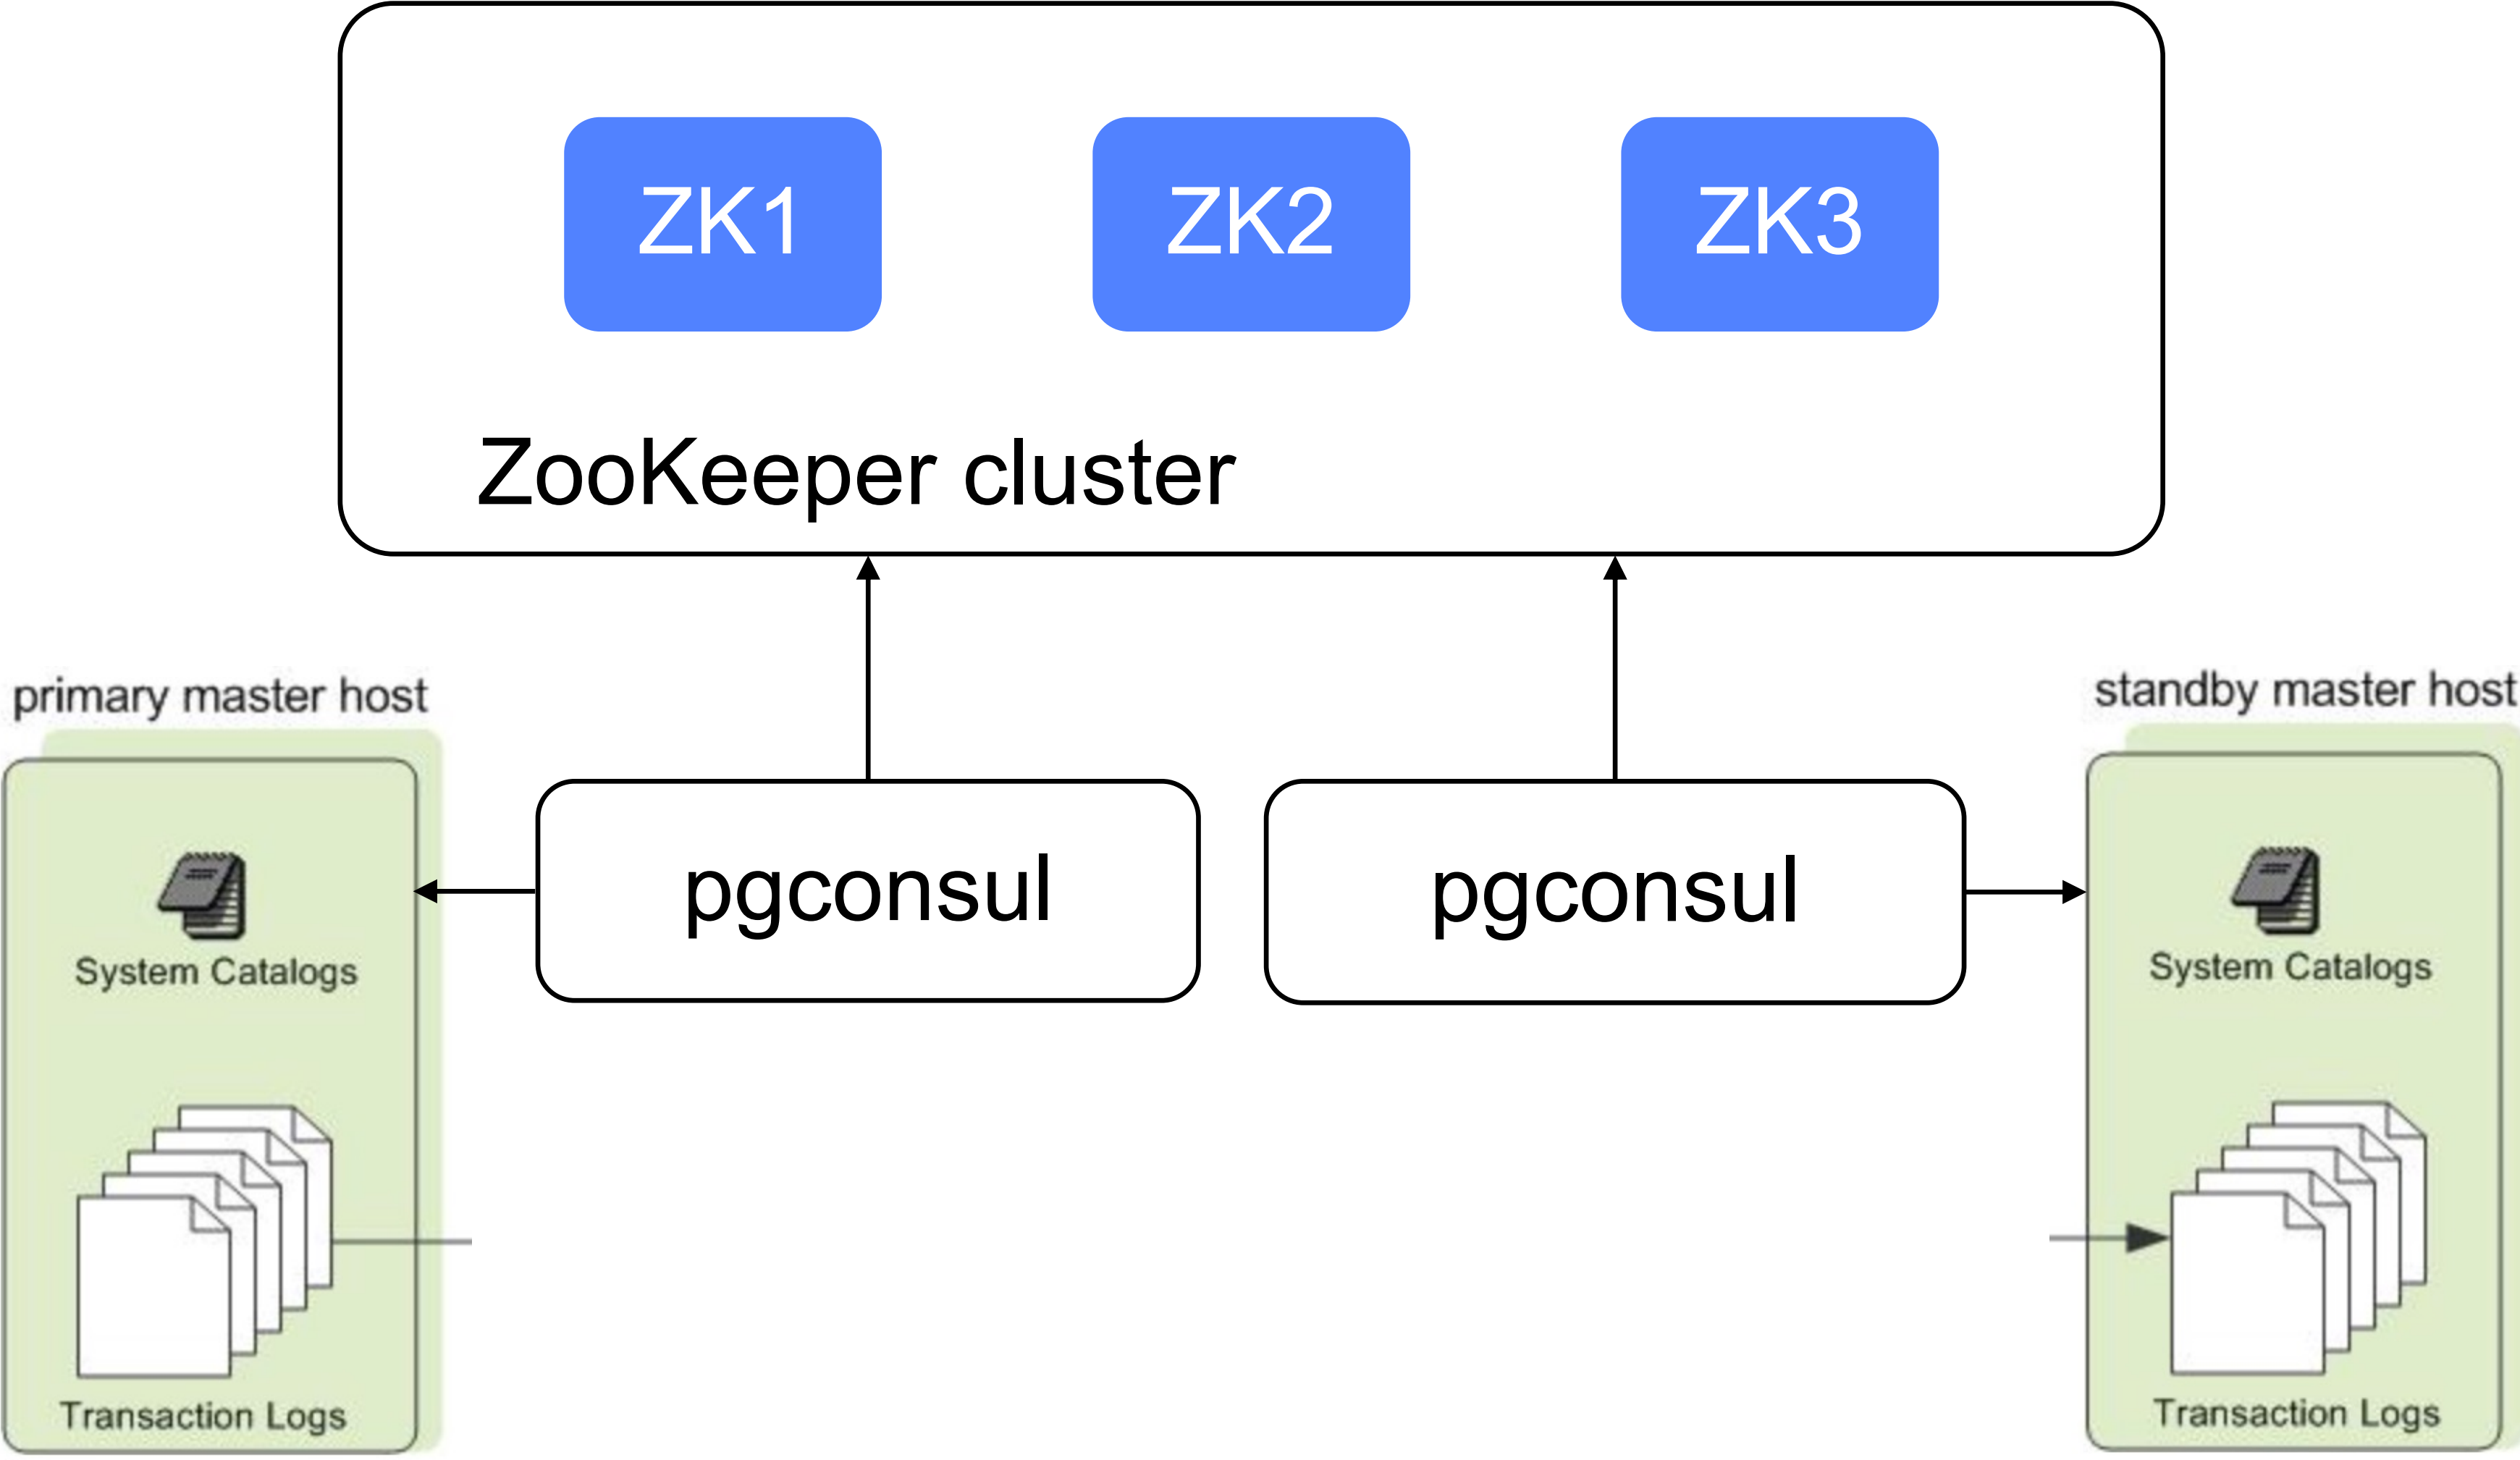 ZK1
ZK2
ZK3
ZooKeeper cluster
primary master host
standby master host
pgconsul
pgconsul
System Catalogs
System Catalogs
Transaction Logs
Transaction Logs